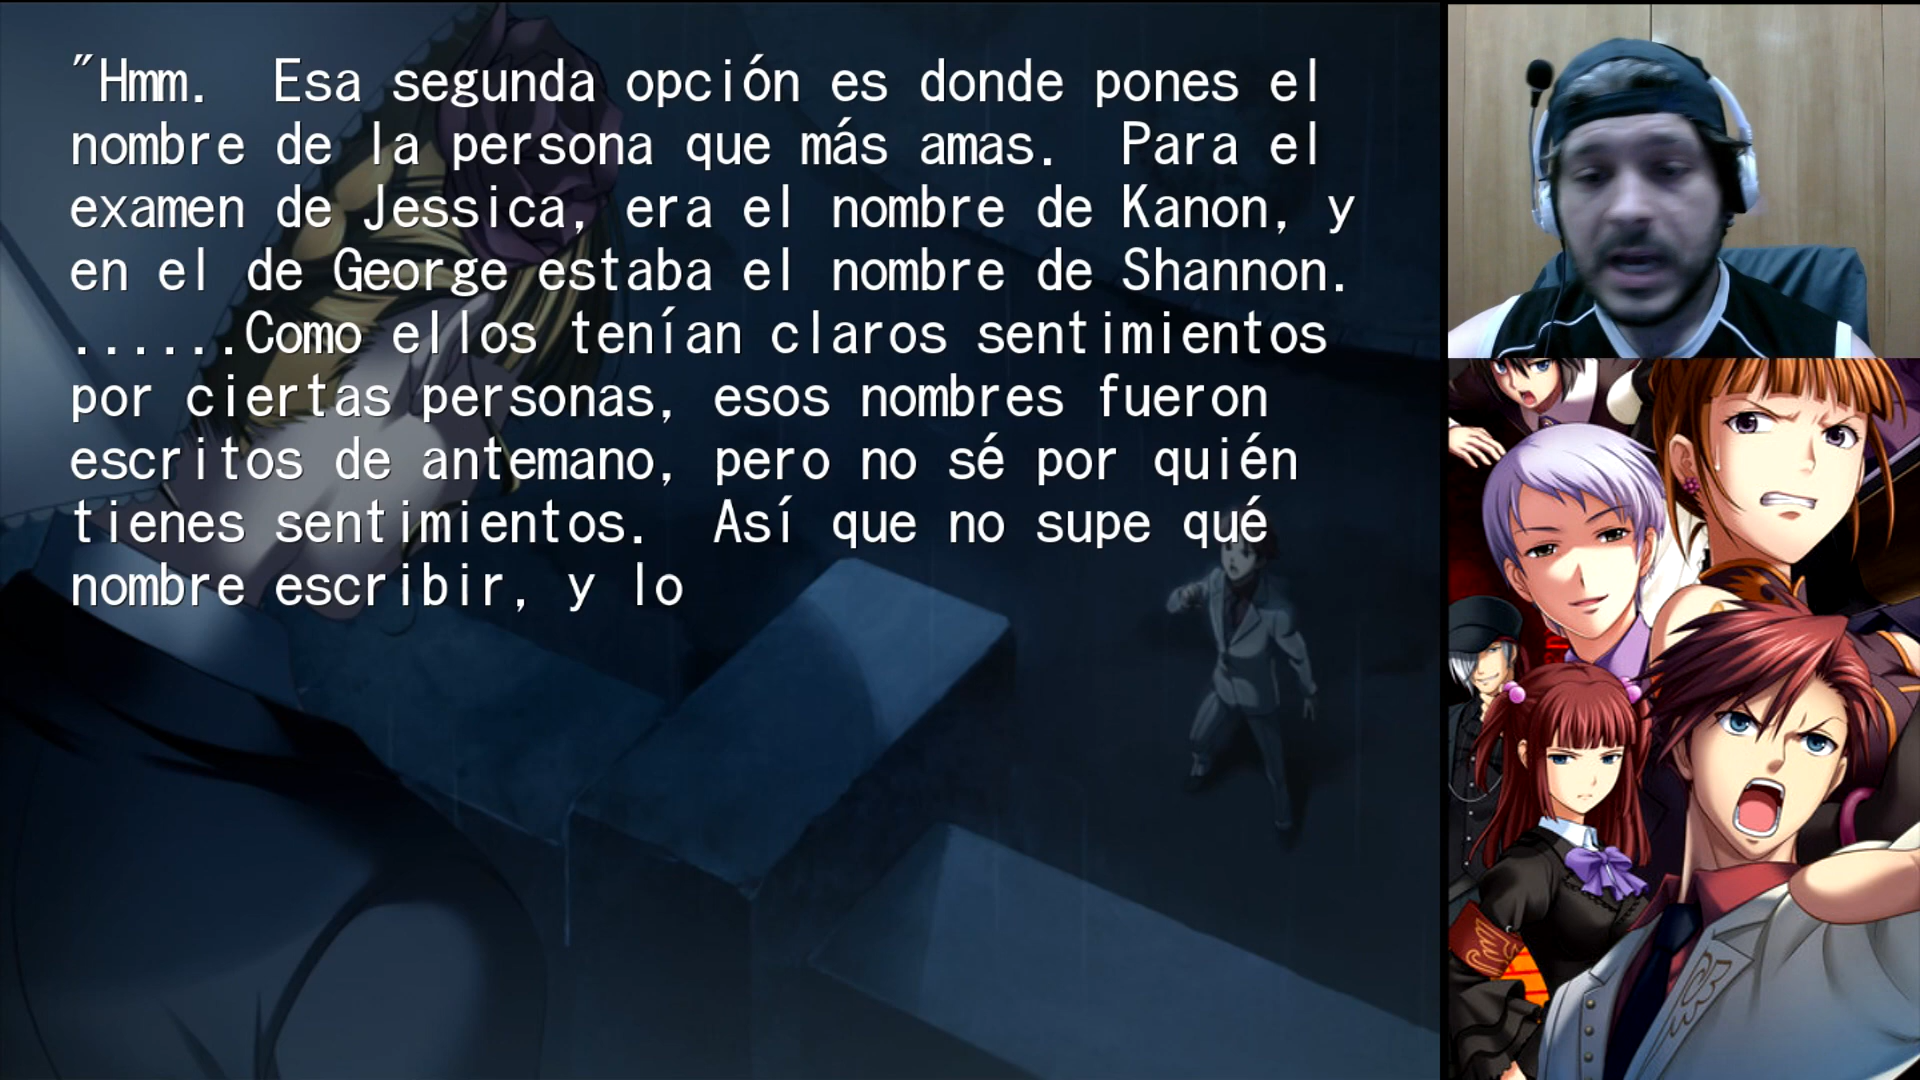 "Hmm.  Esa segunda opción es donde pones el
nombre de la persona que más amas.  Para el
examen de Jessica, era el nombre de Kanon, y
en el de George estaba el nombre de Shannon.
......Como ellos tenían claros sentimientos
por ciertas personas, esos nombres fueron
escritos de antemano, pero no sé por quién
tienes sentimientos.  Así que no supe qué
nombre escribir, y lo